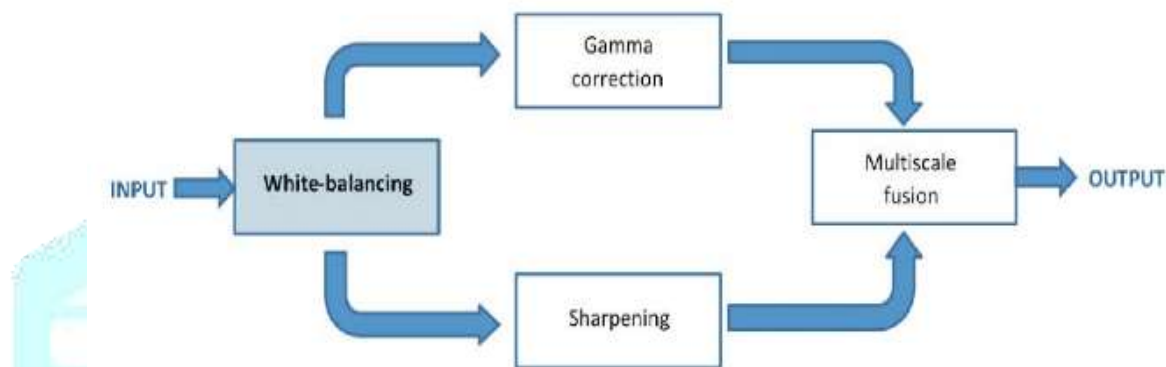 Gamma
correction
INPUT
White-balancing
Multiscale
fusion
OUTPUT
Sharpening